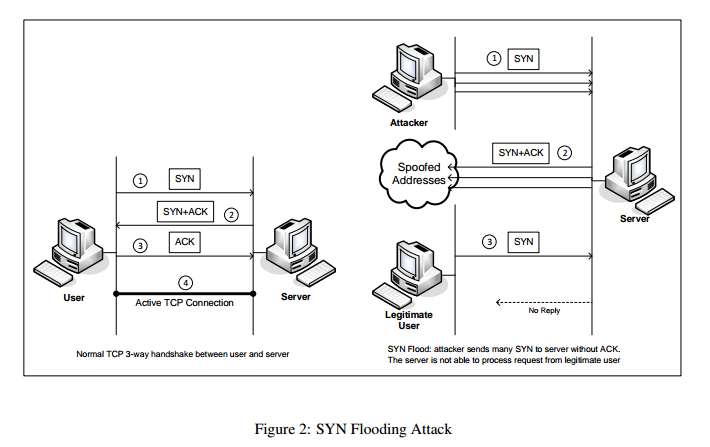 1
SYN
SYN+ACK
2
3
ACK
4
Active TCP Connection
User
Server
Normal TCP 3-way handshake between user and server
1
SYN
Attacker
SYN+ACK
2
Spoofed
Addresses
Server
3
SYN
Legitimate
User
No Reply
SYN Flood: attacker sends many SYN to server without ACK.
The server is not able to process request from legitimate user
Figure 2: SYN Flooding Attack